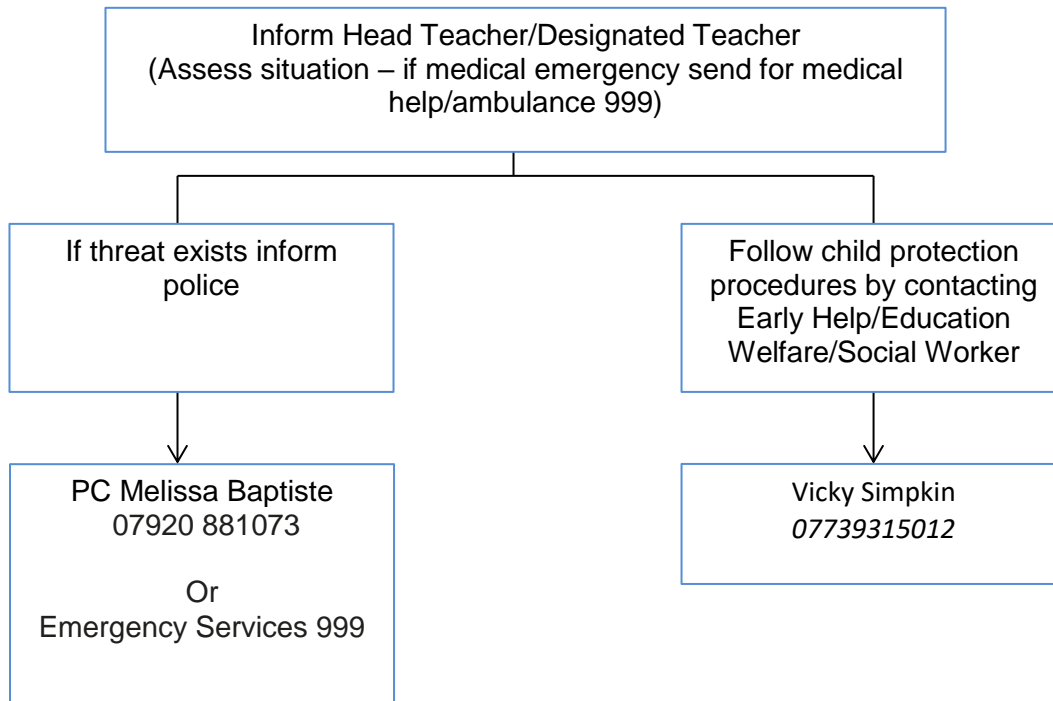 Inform Head Teacher/Designated Teacher
(Assess situation – if medical emergency send for medical
help/ambulance 999)
If threat exists inform
police
Follow child protection
procedures by contacting
Early Help/Education
Welfare/Social Worker
PC Melissa Baptiste
07920 881073
Or
Emergency Services 999
Vicky Simpkin
07739315012